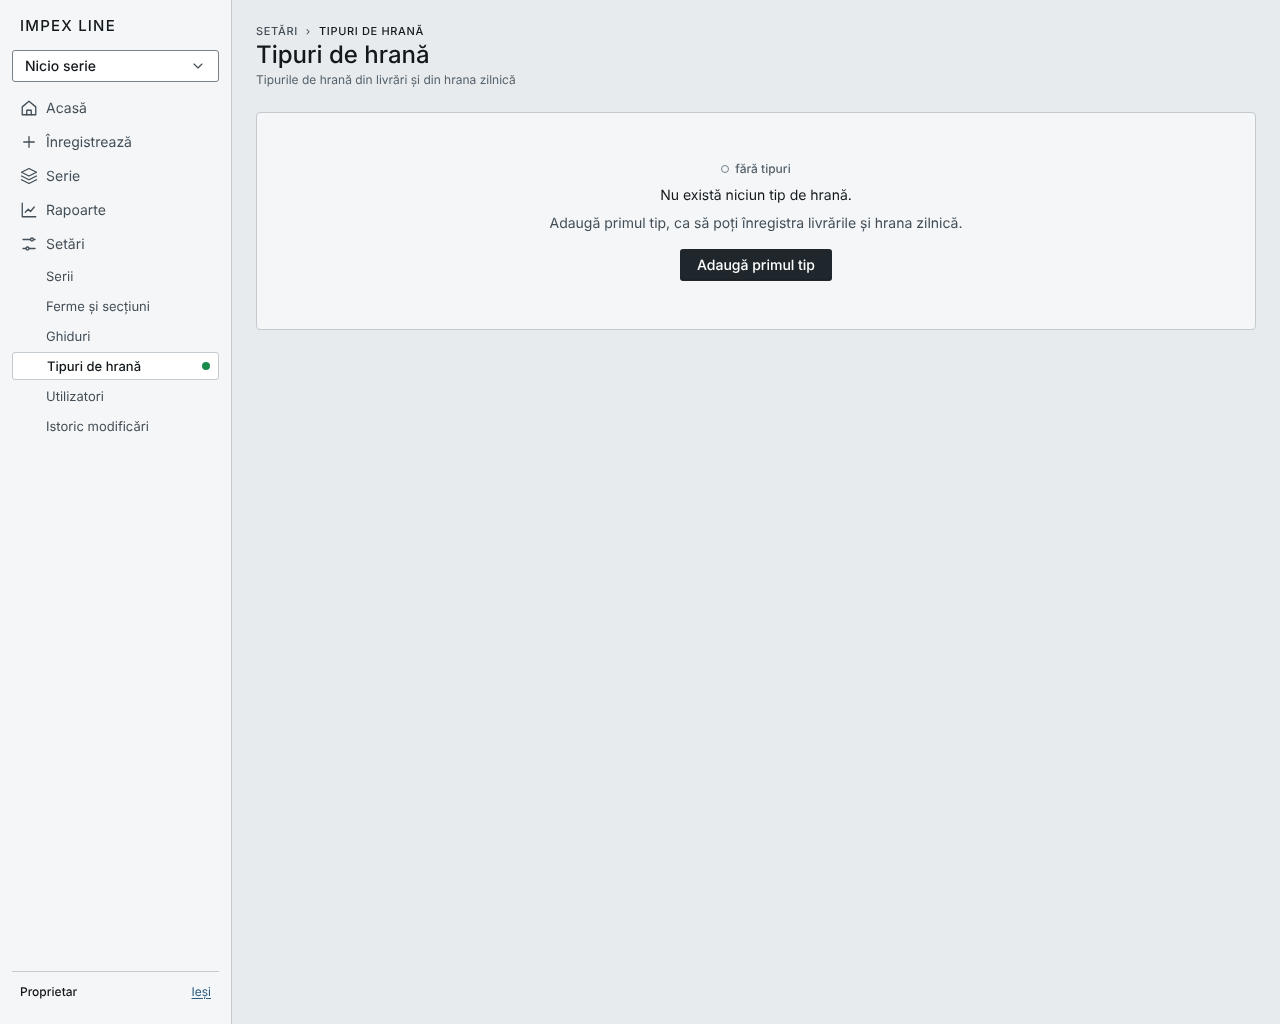 IMPEX LINE
Nicio serie
Acasă
Înregistrează
Serie
Rapoarte
Setări
Serii
Ferme și secțiuni
Ghiduri
Tipuri de hrană
Utilizatori
Istoric modificări
Proprietar
Ieși
SETĂRI › TIPURI DE HRANĂ
Tipuri de hrană
Tipurile de hrană din livrări și din hrana zilnică
fără tipuri
Nu există niciun tip de hrană.
Adaugă primul tip, ca să poți înregistra livrările și hrana zilnică.
Adaugă primul tip